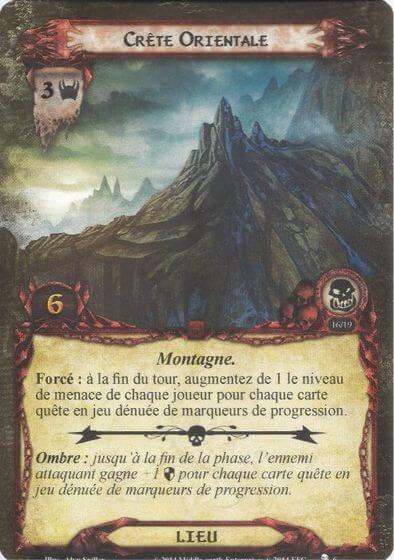 CRÊTE ORIENTALE
3
6
16/19
Montagne.
Forcé : à la fin du tour, augmentez de 1 le niveau
de menace de chaque joueur pour chaque carte
quête en jeu dénuée de marqueurs de progression.
Ombre : jusqu'à la fin de la phase, l'ennemi
attaquant gagne +1 pour chaque carte quête en
jeu dénuée de marqueurs de progression.
LIEU